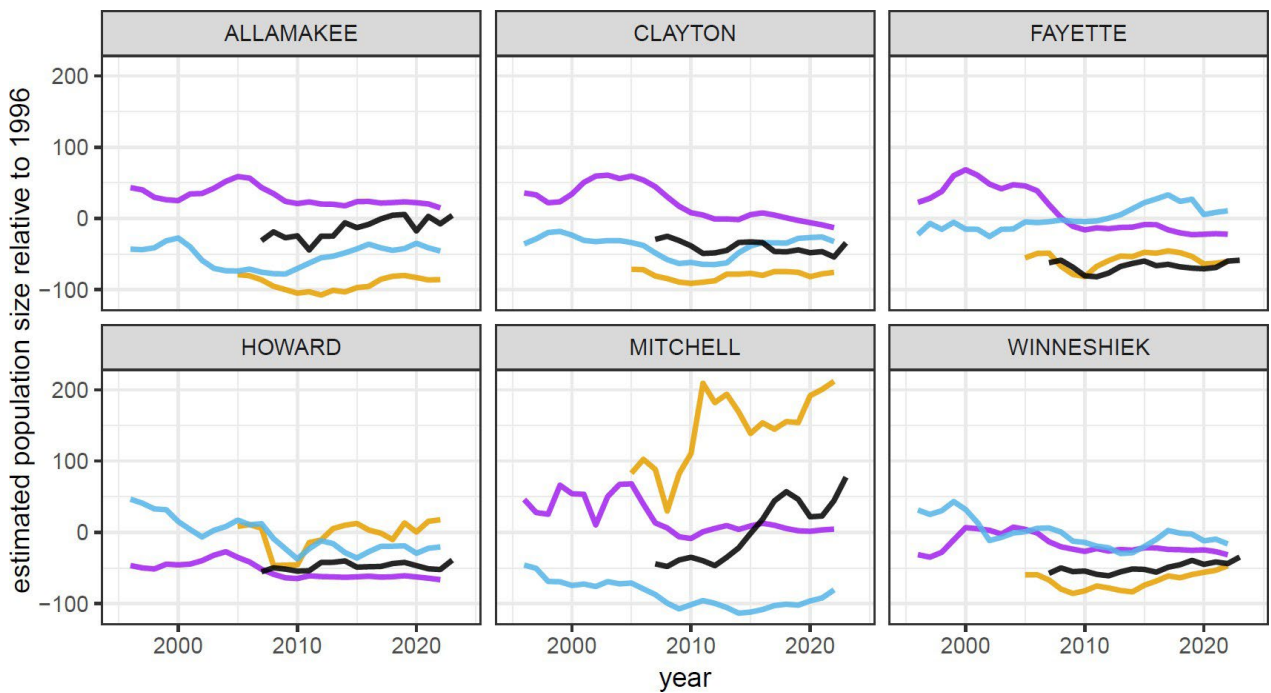 ALLAMAKEE CLAYTON FAYETTE
200
100
0
−100
HOWARD MITCHELL WINNESHIEK
200
100
0
−100
2000 2010 2020 2000 2010 2020 2000 2010 2020
year
estimated population size relative to 1996